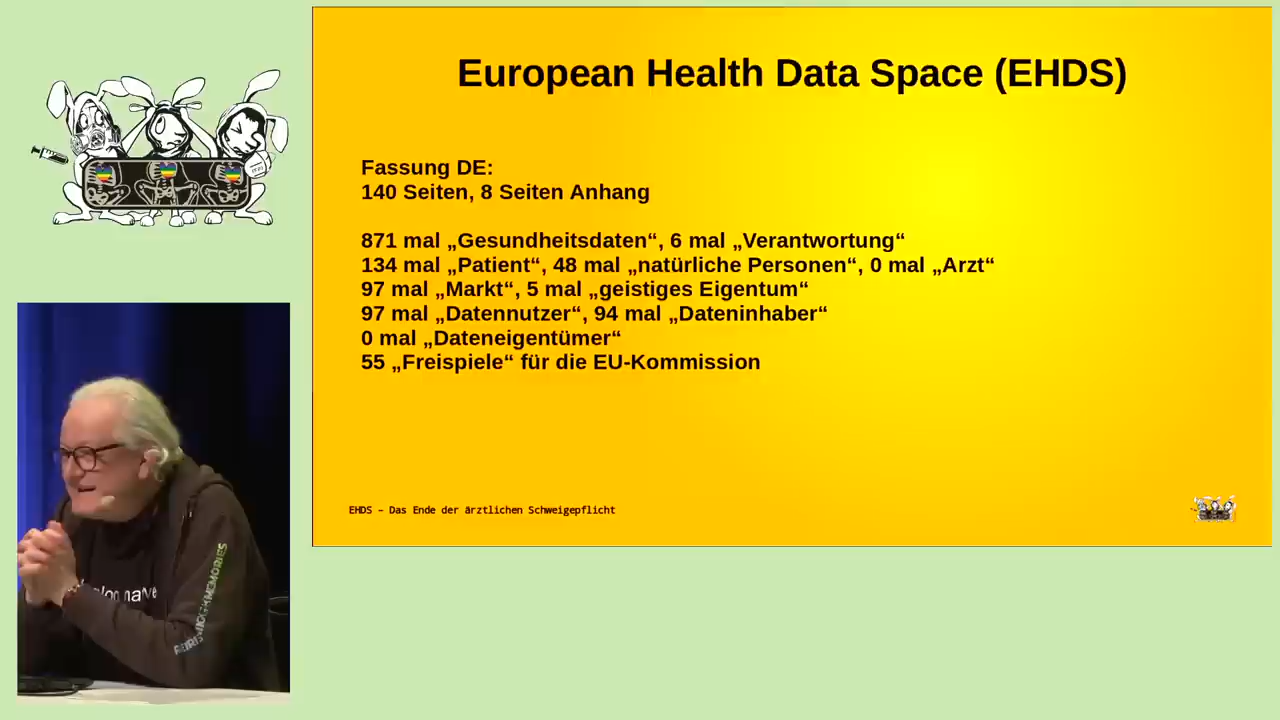 European Health Data Space (EHDS)
Fassung DE:
140 Seiten, 8 Seiten Anhang
871 mal „Gesundheitsdaten“, 6 mal „Verantwortung“
134 mal „Patient“, 48 mal „natürliche Personen“, 0 mal „Arzt“
97 mal „Markt“, 5 mal „geistiges Eigentum“
97 mal „Datennutzer“, 94 mal „Dateninhaber“
0 mal „Dateneigentümer“
55 „Freispiele“ für die EU-Kommission
EHDS – Das Ende der ärztlichen Schweigepflicht